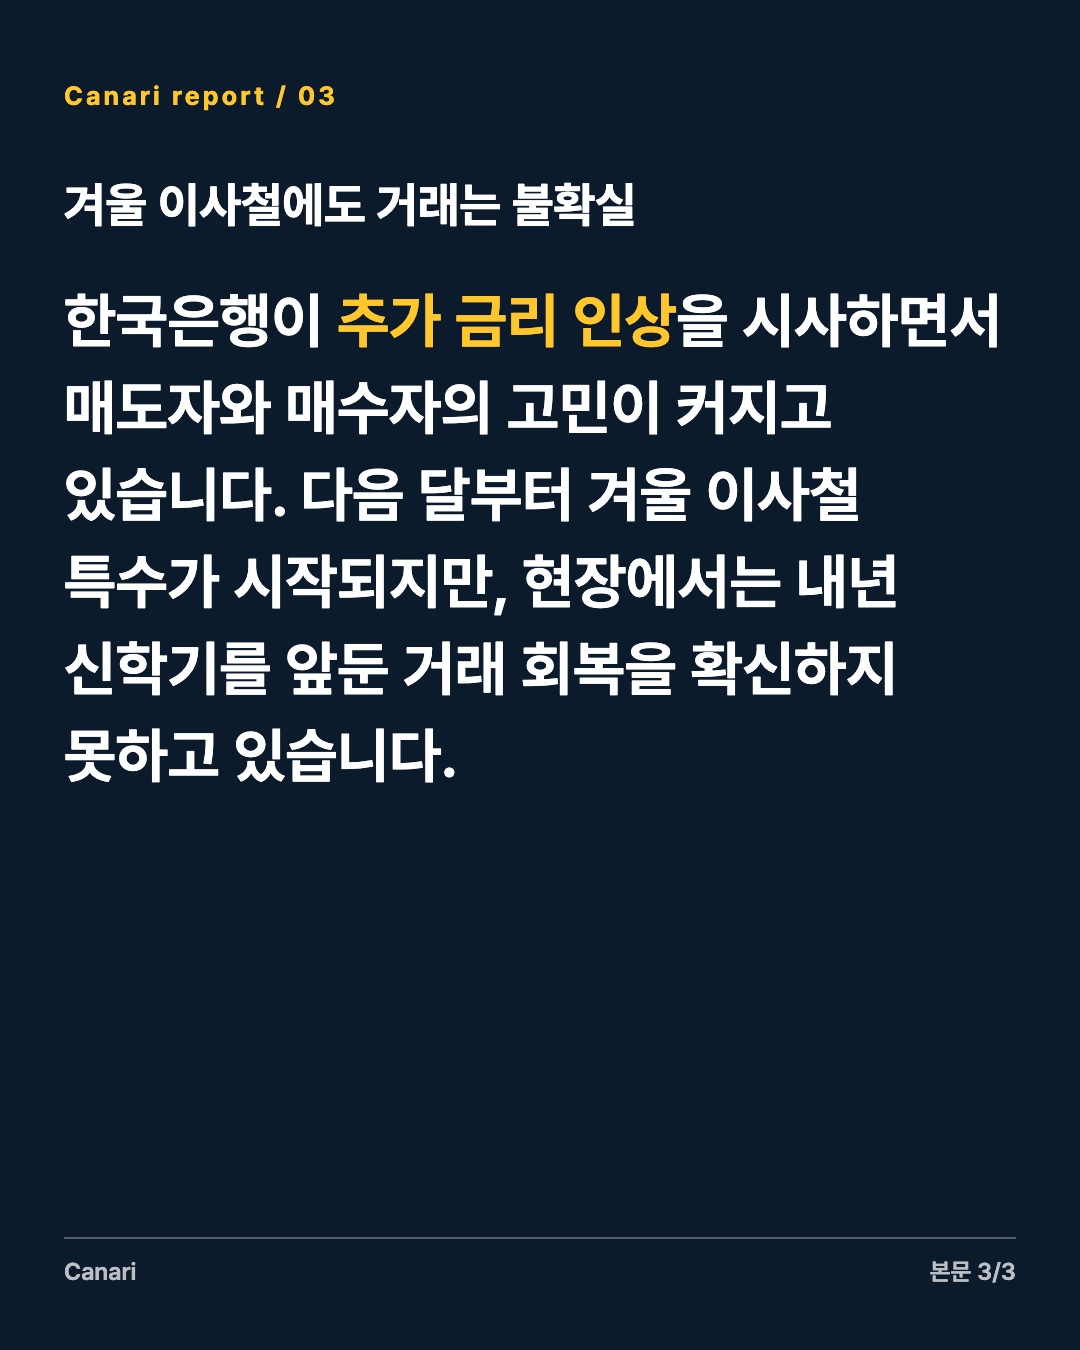 Canari report / 03
겨울 이사철에도 거래는 불확실
한국은행이 추가 금리 인상을 시사하면서
매도자와 매수자의 고민이 커지고
있습니다. 다음 달부터 겨울 이사철
특수가 시작되지만, 현장에서는 내년
신학기를 앞둔 거래 회복을 확신하지
못하고 있습니다.
Canari
본문 3/3